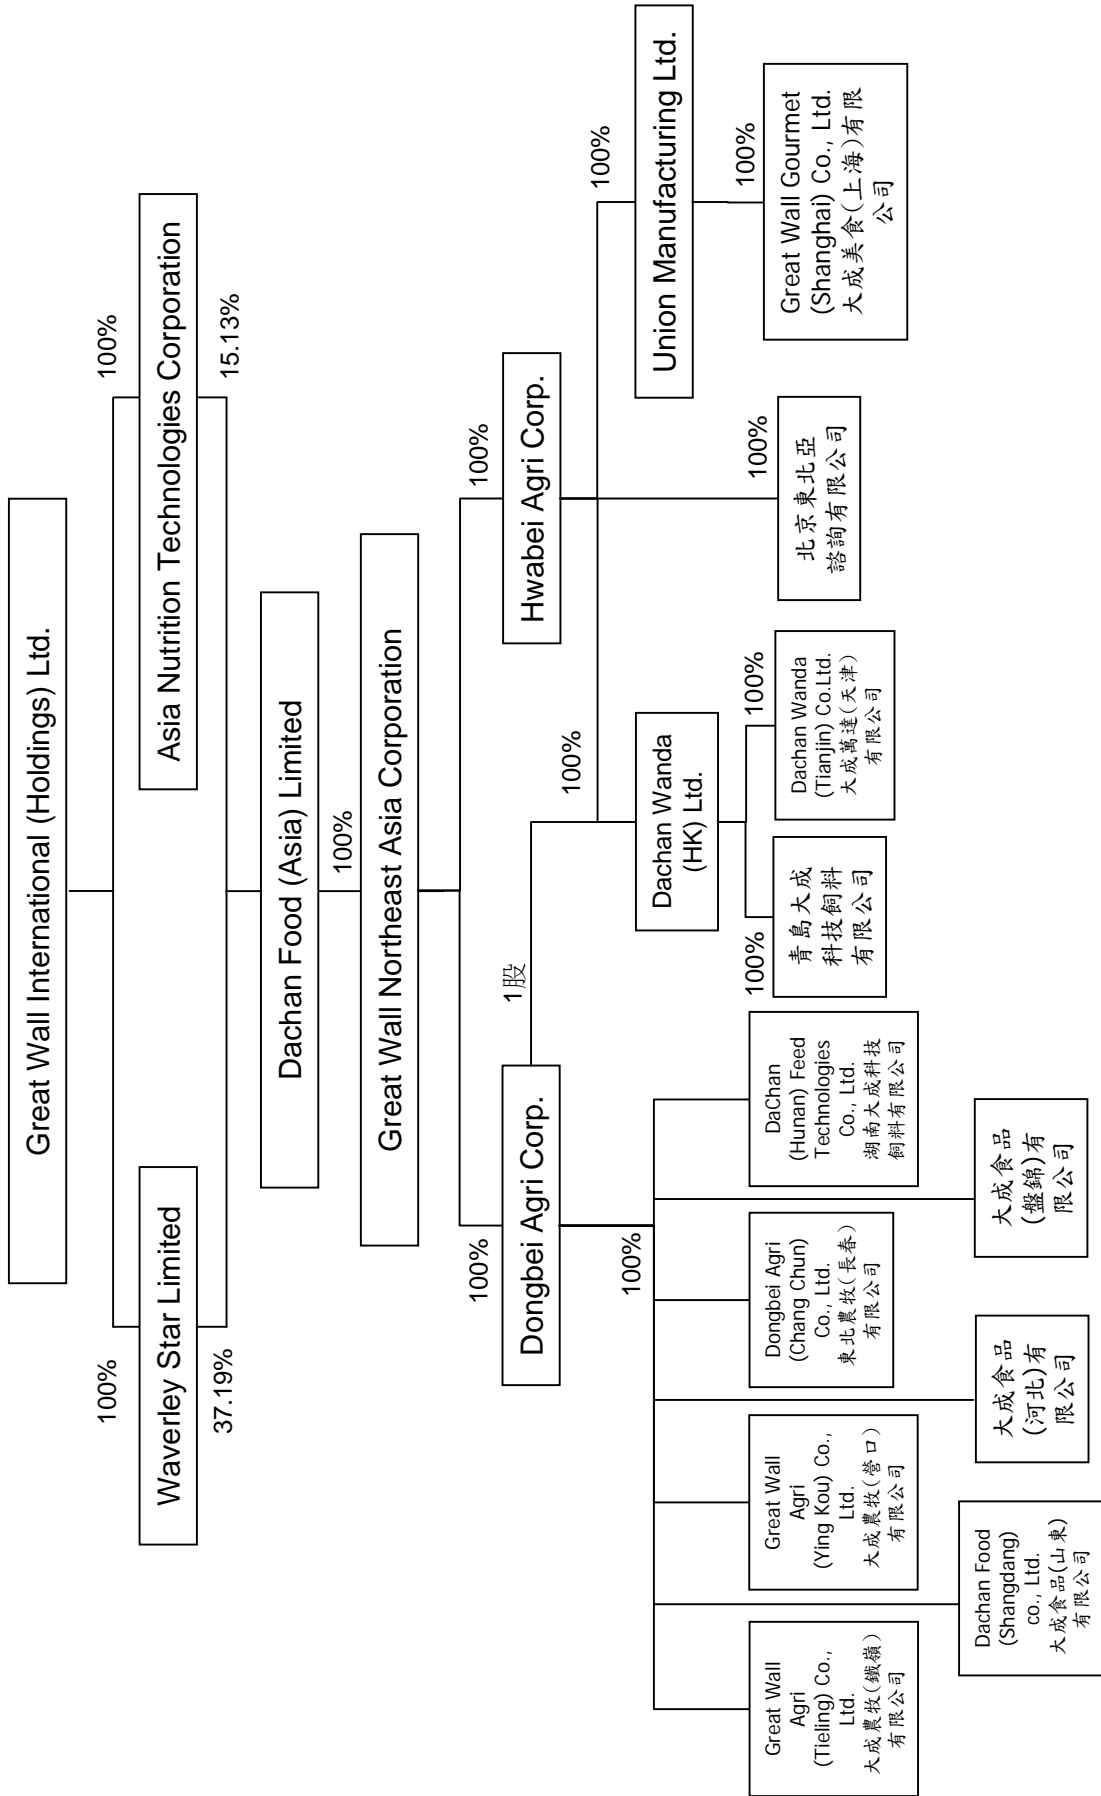 Great Wall International (Holdings) Ltd.
100%
100%
Waverley Star Limited
Asia Nutrition Technologies Corporation
37.19%
15.13%
Dachan Food (Asia) Limited
100%
Great Wall Northeast Asia Corporation
100%
100%
Dongbei Agri Corp.
1股
Hwabei Agri Corp.
100%
100%
100%
Dachan Wanda
(HK) Ltd.
Union Manufacturing Ltd.
100%
100%
100%
100%
Great Wall
Agri
(Tieling) Co.,
Ltd.
大成農牧(鐵嶺)
有限公司
Great Wall
Agri
(Ying Kou) Co.,
Ltd.
大成農牧(營口)
有限公司
Dongbei Agri
(Chang Chun)
Co., Ltd.
東北農牧(長春)
有限公司
DaChan
(Hunan) Feed
Technologies
Co., Ltd.
湖南大成科技
飼料有限公司
青島大成
科技飼料
有限公司
Dachan Wanda
(Tianjin) Co.Ltd.
大成萬達(天津)
有限公司
北京東北亞
諮詢有限公司
Great Wall Gourmet
(Shanghai) Co., Ltd.
大成美食(上海)有限
公司
Dachan Food
(Shangdang)
co., Ltd.
大成食品(山東)
有限公司
大成食品
(河北)有
限公司
大成食品
(盤錦)有
限公司